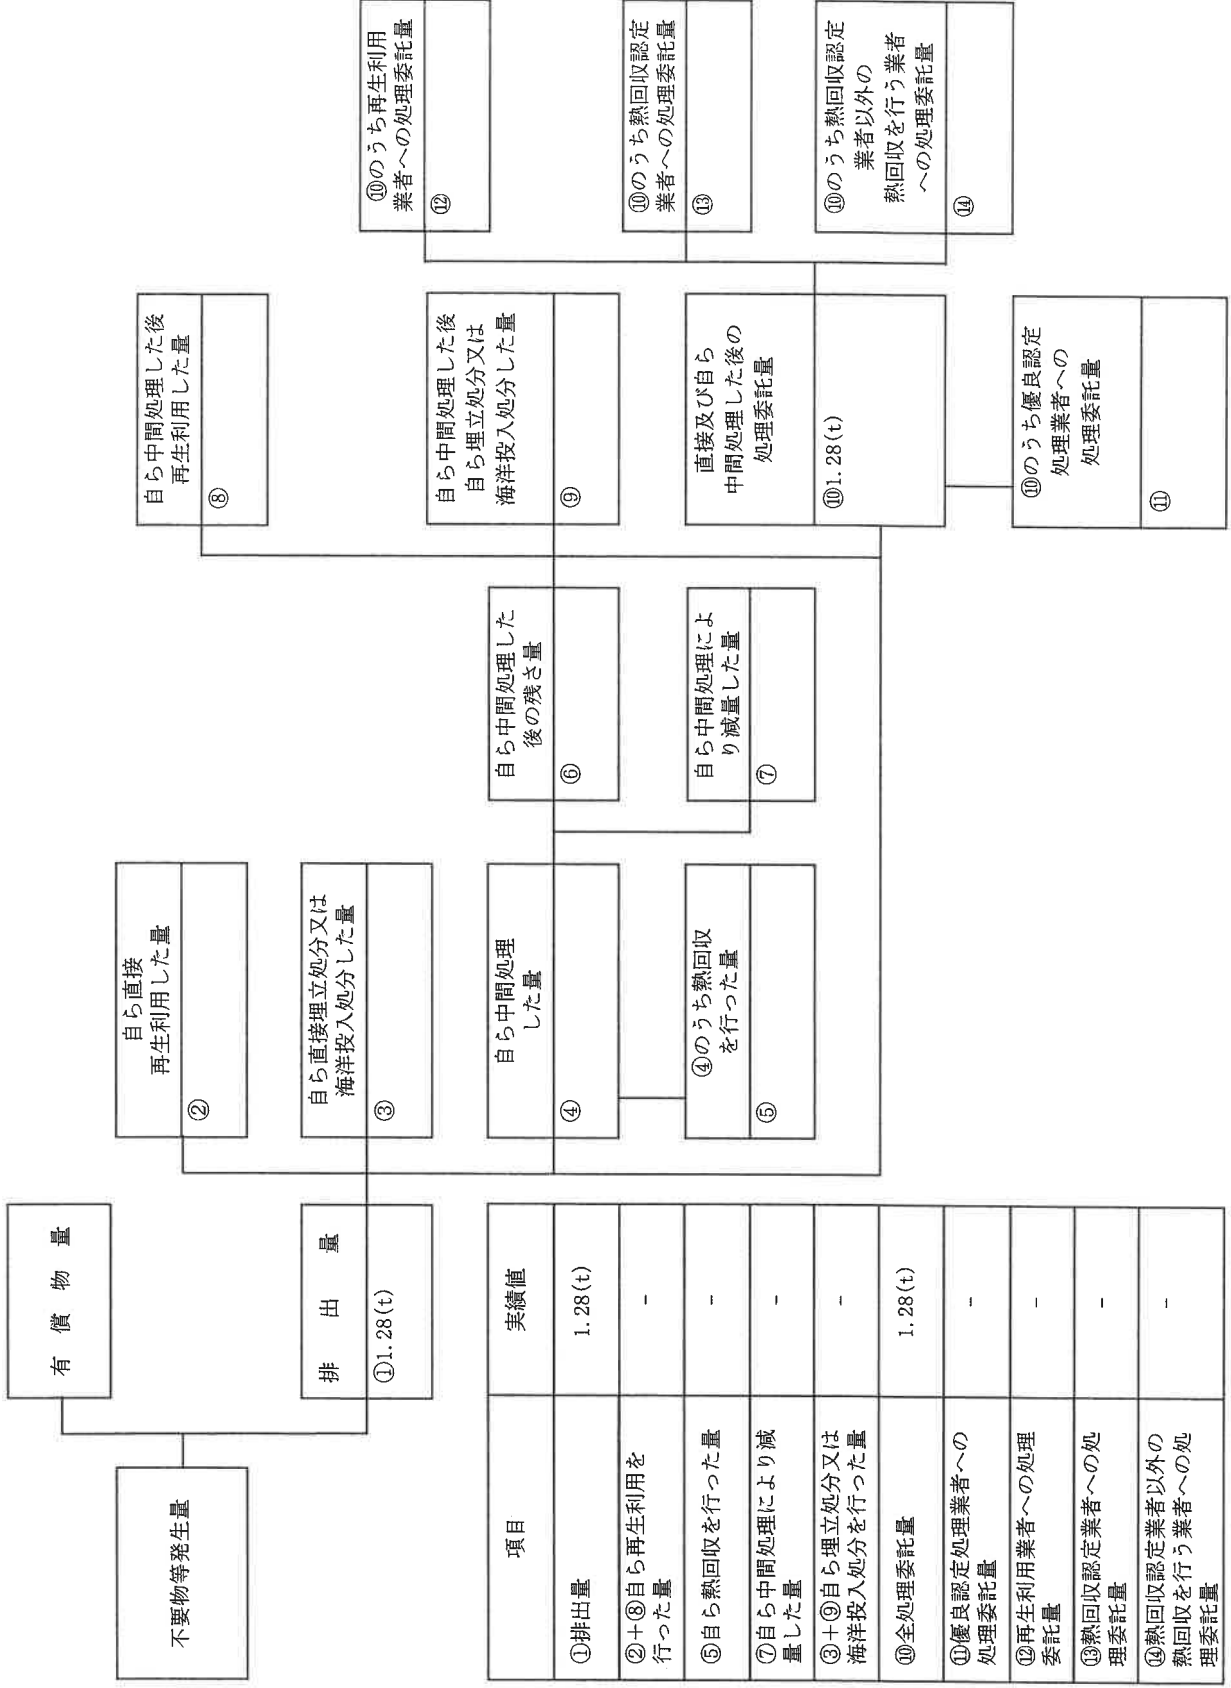 不要物等発生量
有償物量
排出量
①1.28(t)
自ら直接
再生利用した量
②
自ら直接埋立処分又は
海洋投入処分した量
③
自ら中間処理
した量
④
④のうち熱回収
を行った量
⑤
自ら中間処理した
後の残さ量
⑥
自ら中間処理によ
り減量した量
⑦
自ら中間処理した後
再生利用した量
⑧
自ら中間処理した後
自ら埋立処分又は
海洋投入処分した量
⑨
直接及び自ら
中間処理した後の
処理委託量
⑩1.28(t)
⑩のうち優良認定
処理業者への
処理委託量
⑪
⑩のうち再生利用
業者への処理委託量
⑫
⑩のうち熱回収認定
業者への処理委託量
⑬
⑩のうち熱回収認定
業者以外の
熱回収を行う業者
への処理委託量
⑭
項目 実績値
①排出量 1.28(t)
②+⑧自ら再生利用を
行った量 -
⑤自ら熱回収を行った量 -
⑦自ら中間処理により減
量した量 -
③+⑨自ら埋立処分又は
海洋投入処分を行った量 -
⑩全処理委託量 1.28(t)
⑪優良認定処理業者への
処理委託量 -
⑫再生利用業者への処理
委託量 -
⑬熱回収認定業者への処
理委託量 -
⑭熱回収認定業者以外の
熱回収を行う業者への処
理委託量 -